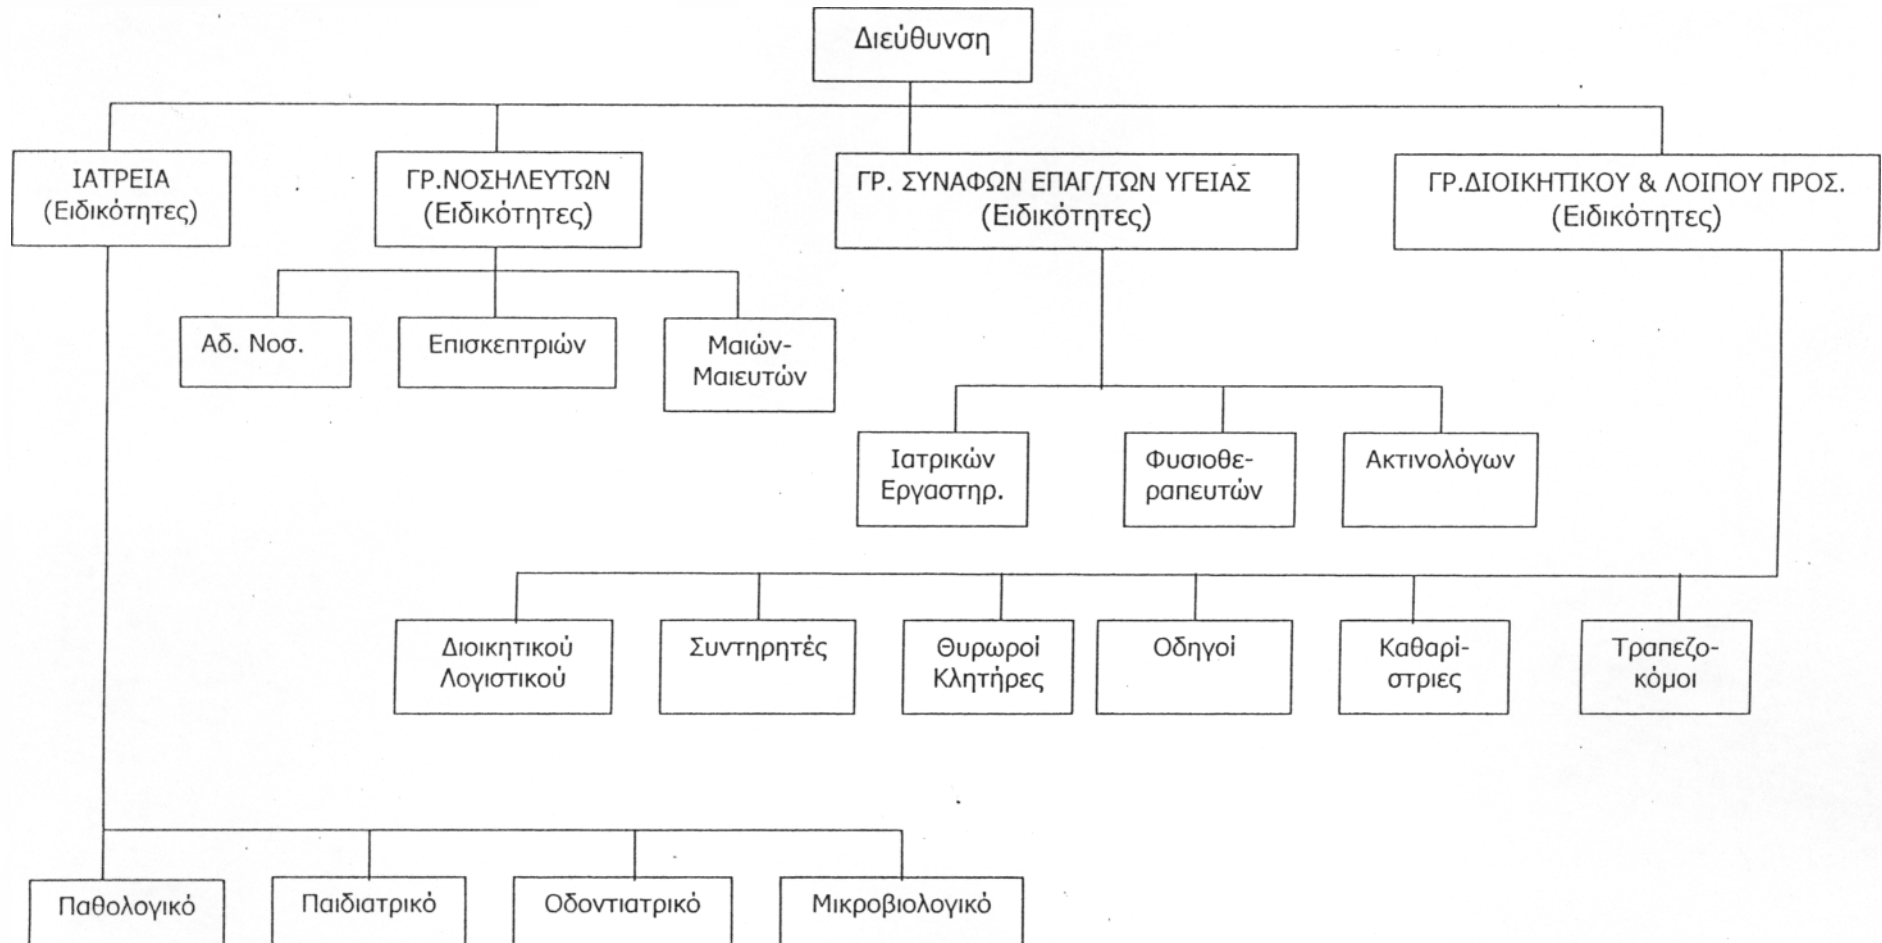 Διεύθυνση
ΙΑΤΡΕΙΑ
(Ειδικότητες)
ΓΡ.ΝΟΣΗΛΕΥΤΩΝ
(Ειδικότητες)
ΓΡ. ΣΥΝΑΦΩΝ ΕΠΑΓ/ΤΩΝ ΥΓΕΙΑΣ
(Ειδικότητες)
ΓΡ.ΔΙΟΙΚΗΤΙΚΟΥ & ΛΟΙΠΟΥ ΠΡΟΣ.
(Ειδικότητες)
Αδ. Νοσ.
Επισκεπτριών
Μαιών-
Μαιευτών
Ιατρικών
Εργαστηρ.
Φυσιοθε-
ραπευτών
Ακτινολόγων
Διοικητικού
Λογιστικού
Συντηρητές
Θυρωροί
Κλητήρες
Οδηγοί
Καθαρί-
στριες
Τραπεζο-
κόμοι
Παθολογικό
Παιδιατρικό
Οδοντιατρικό
Μικροβιολογικό